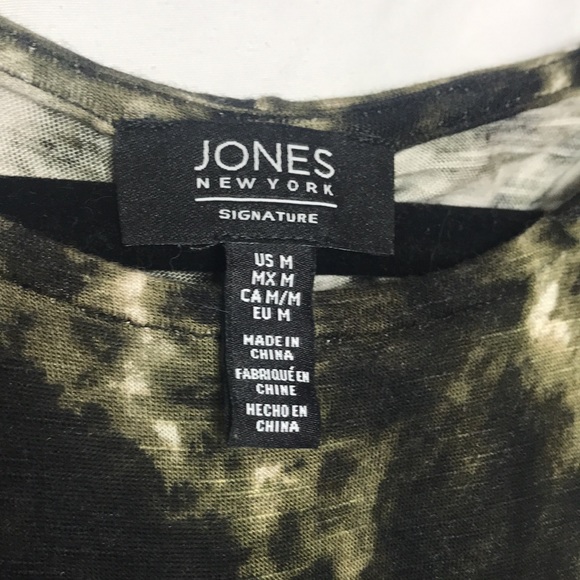 JONES
NEW YORK
SIGNATURE
US M
MX M
CA M/M
EU M
MADE IN
CHINA
FABRIQUÉ EN
CHINE
HECHO EN
CHINA